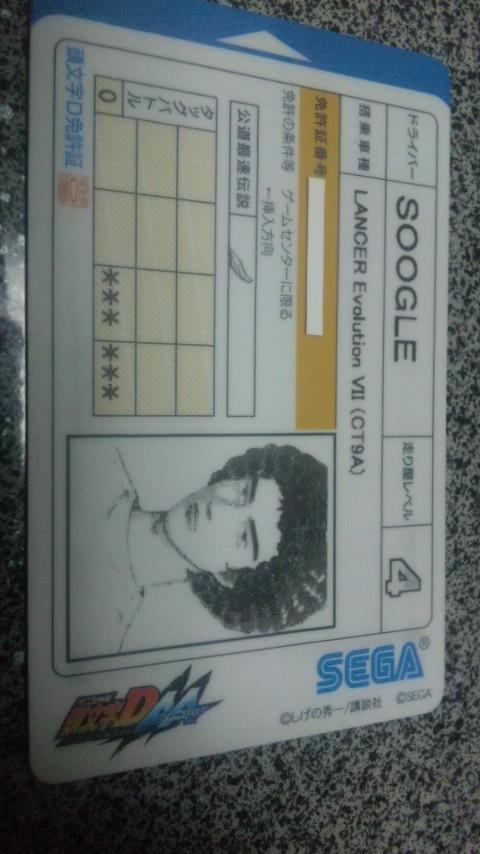 ドライバー SOOGLE 走り屋レベル 4
搭乗車種 LANCER Evolution VII (CT9A)
免許証番号
免許の条件等 ゲームセンターに限る
←挿入方向
公道最速伝説
タッグバトル
0 *** ***
頭文字D免許証
SEGA®
©SEGA
©しげの秀一/講談社
頭文字D